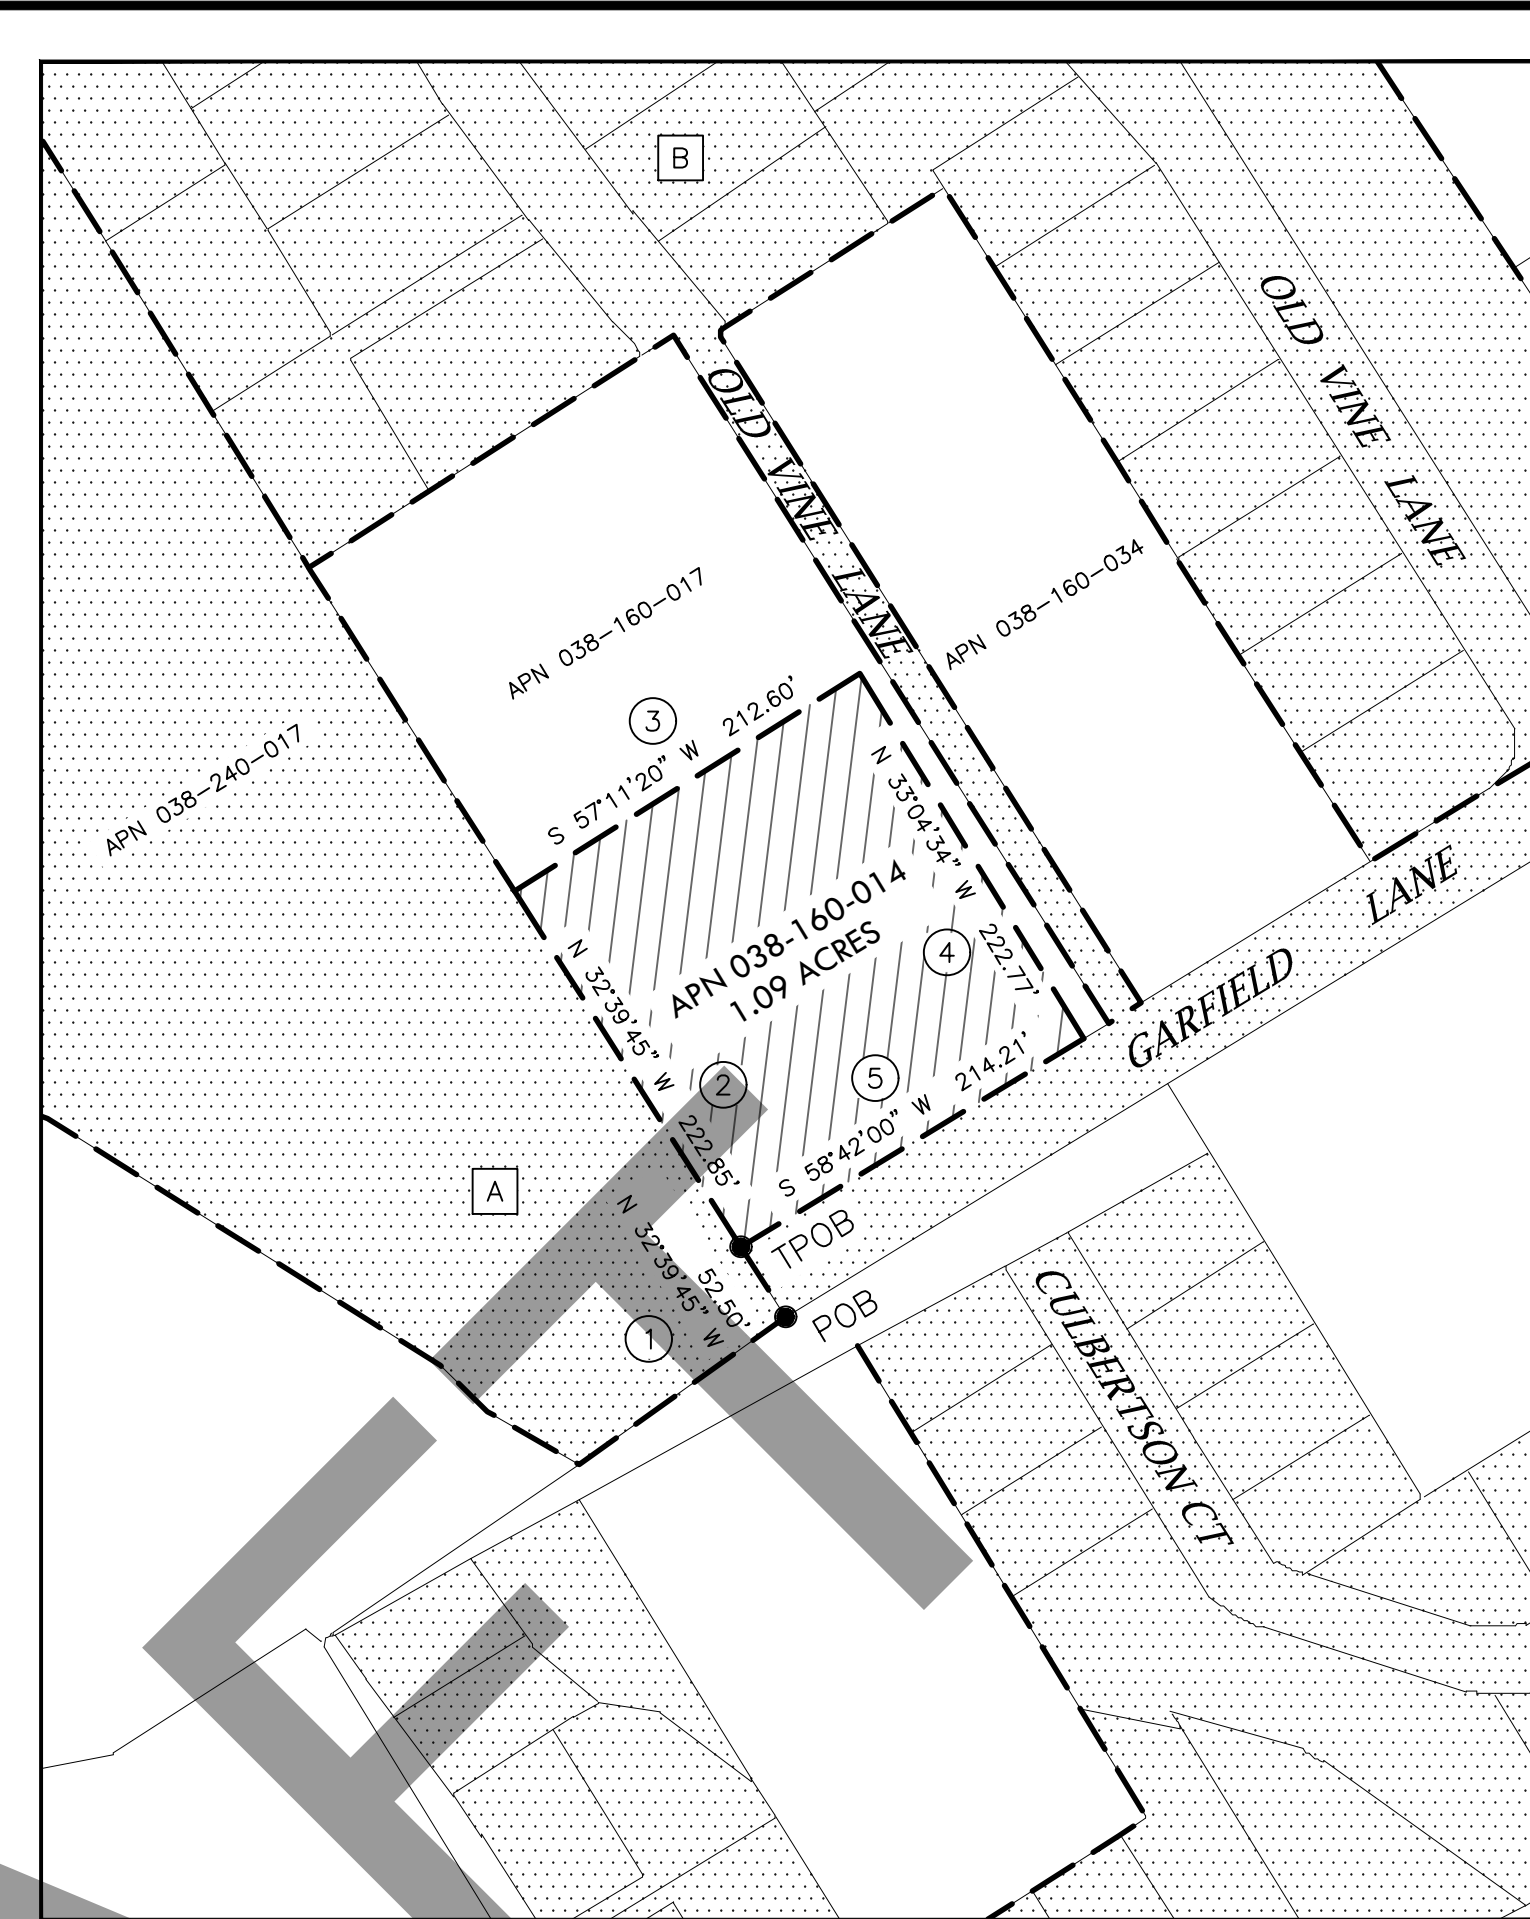 B
OLD VINE LANE
OLD VINE LANE
APN 038-160-017
APN 038-160-034
3
S 57°11'20" W 212.60'
APN 038-240-017
N 33°04'34" W 222.77'
APN 038-160-014
1.09 ACRES
LANE
GARFIELD
4
N 32°39'45" W 222.85'
2
5
S 58°42'00" W 214.21'
A
TPOB
N 32°39'45" W
52.50'
POB
1
CULBERTSON CT